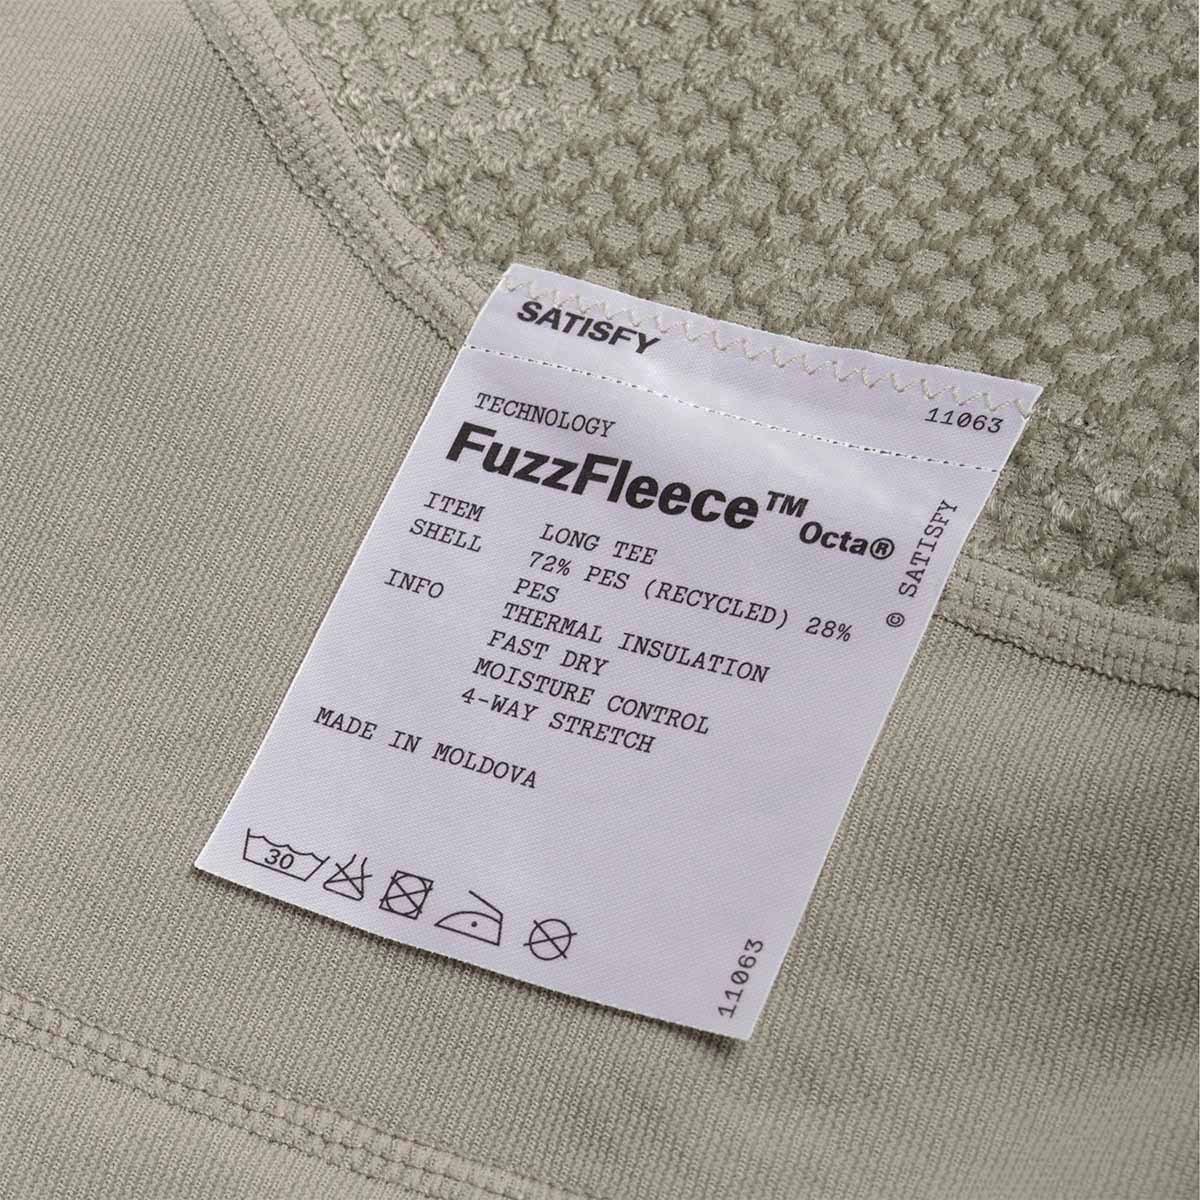 SATISFY
11063
TECHNOLOGY
FuzzFleece™ Octa®
ITEM LONG TEE
SHELL 72% PES (RECYCLED) 28%
PES
INFO THERMAL INSULATION
FAST DRY
MOISTURE CONTROL
4-WAY STRETCH
MADE IN MOLDOVA
30
© SATISFY
11063